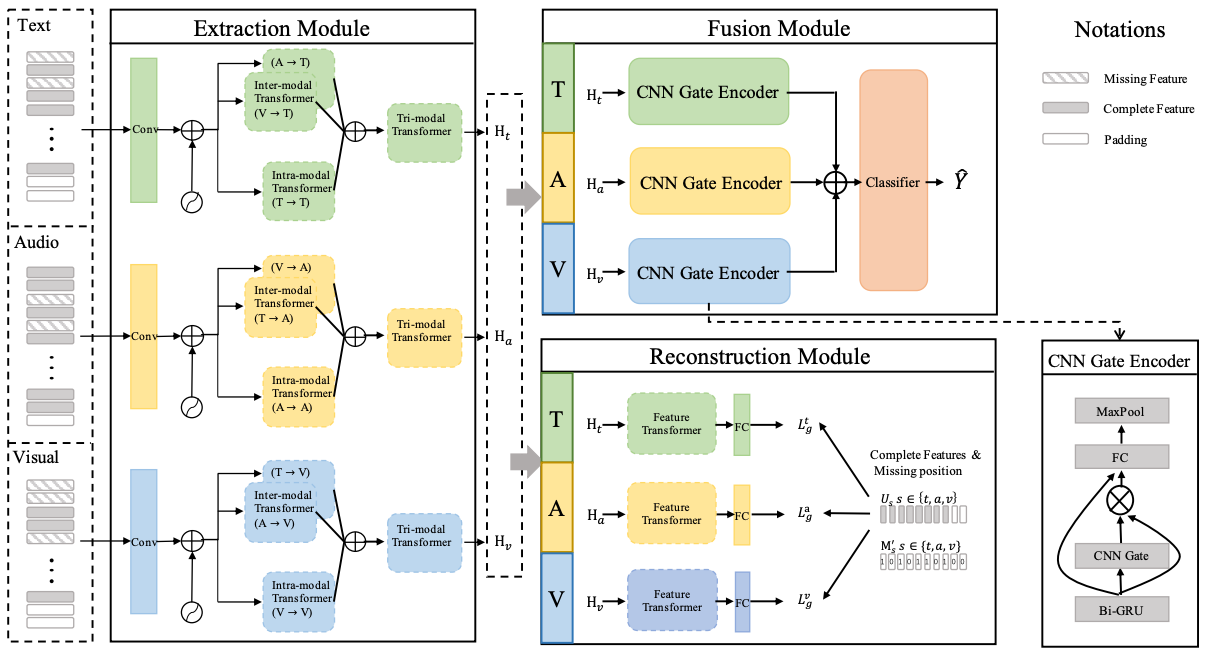 Text
Audio
Visual
Extraction Module
Conv
(A → T)
Inter-modal
Transformer
(V → T)
Intra-modal
Transformer
(T → T)
Tri-modal
Transformer
H_t
Conv
(V → A)
Inter-modal
Transformer
(T → A)
Intra-modal
Transformer
(A → A)
Tri-modal
Transformer
H_a
Conv
(T → V)
Inter-modal
Transformer
(A → V)
Intra-modal
Transformer
(V → V)
Tri-modal
Transformer
H_v
Fusion Module
T
H_t
CNN Gate Encoder
A
H_a
CNN Gate Encoder
V
H_v
CNN Gate Encoder
Classifier
Ŷ
Reconstruction Module
T
H_t
Feature
Transformer
FC
L_g^t
A
H_a
Feature
Transformer
FC
L_g^a
V
H_v
Feature
Transformer
FC
L_g^v
Complete Features &
Missing position
U_s s ∈ {t, a, v}
M'_s s ∈ {t, a, v}
1 0 1 0 1 1 0 1 0 0
Notations
Missing Feature
Complete Feature
Padding
CNN Gate Encoder
MaxPool
FC
CNN Gate
Bi-GRU